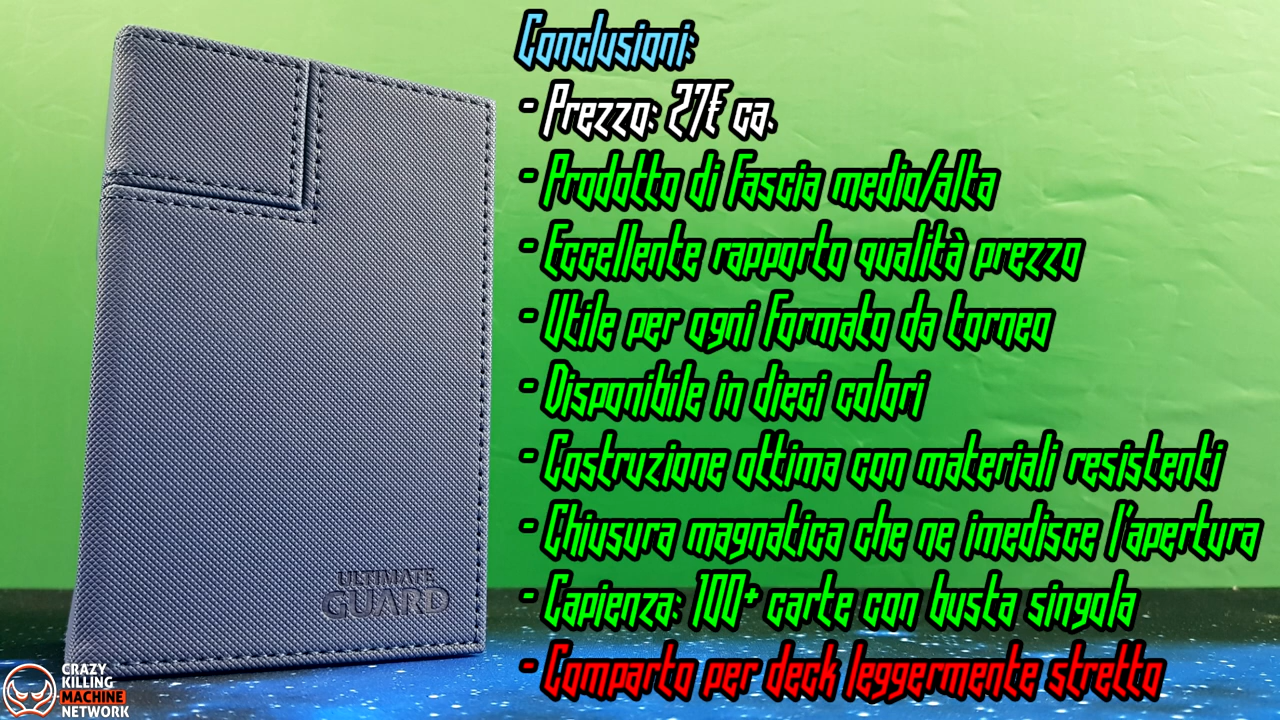 Conclusioni:
- Prezzo: 27€ ca.
- Prodotto di fascia medio/alta
- Eccellente rapporto qualità prezzo
- Utile per ogni formato da torneo
- Disponibile in dieci colori
- Costruzione ottima con materiali resistenti
- Chiusura magnatica che ne imedisce l'apertura
- Capienza: 100+ carte con busta singola
- Comparto per deck leggermente stretto
ULTIMATE
GUARD
CRAZY
KILLING
MACHINE
NETWORK